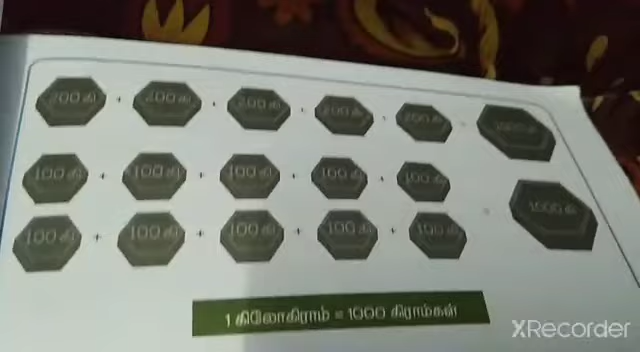 200 கி + 200 கி + 200 கி + 200 கி + 200 கி = 1000 கி
100 கி + 100 கி + 100 கி + 100 கி + 100 கி
100 கி + 100 கி + 100 கி + 100 கி + 100 கி = 1000 கி
1 கிலோகிராம் = 1000 கிராம்கள்
XRecorder